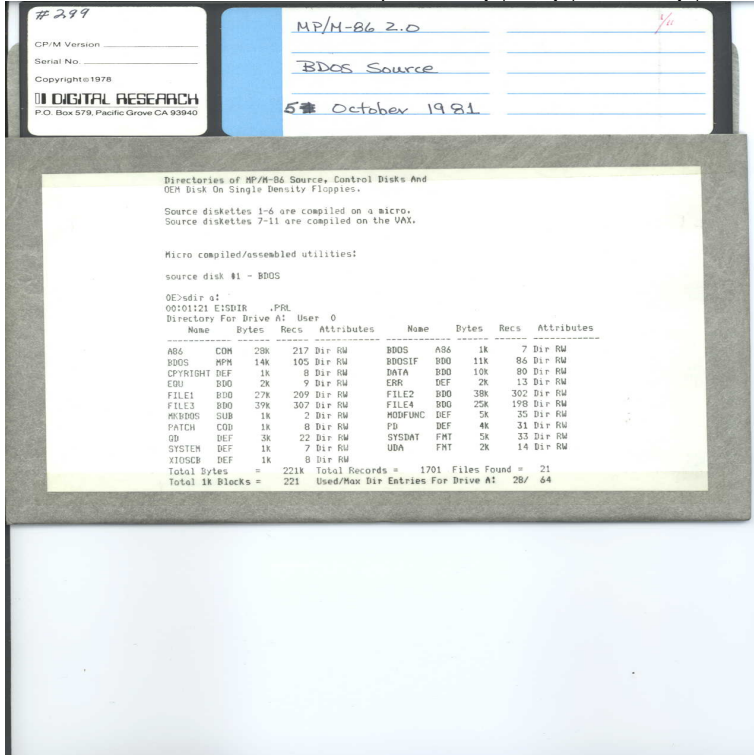 #299
CP/M Version
Serial No.
Copyright©1978
DIGITAL RESEARCH
P.O. Box 579, Pacific Grove CA 93940
MP/M-86 2.0
BDOS Source
5 October 1981
Directories of MP/M-86 Source, Control Disks And
OEM Disk On Single Density Floppies.
Source diskettes 1-6 are compiled on a micro.
Source diskettes 7-11 are compiled on the VAX.
Micro compiled/assembled utilities:
source disk #1 - BDOS
0E>sdir a:
00:01:21 E:SDIR .PRL
Directory For Drive A: User 0
Name Bytes Recs Attributes Name Bytes Recs Attributes
A86 COM 28K 217 Dir RW BDOS A86 1K 7 Dir RW
BDOS MPM 14K 105 Dir RW BDOSIF BDO 11K 86 Dir RW
CPYRIGHT DEF 1K 8 Dir RW DATA BDO 10K 80 Dir RW
EQU BDO 2K 9 Dir RW ERR DEF 2K 13 Dir RW
FILE1 BDO 27K 209 Dir RW FILE2 BDO 38K 302 Dir RW
FILE3 BDO 39K 307 Dir RW FILE4 BDO 25K 198 Dir RW
MKBDOS SUB 1K 2 Dir RW MODFUNC DEF 5K 35 Dir RW
PATCH COD 1K 8 Dir RW PD DEF 4K 31 Dir RW
QD DEF 3K 22 Dir RW SYSDAT FMT 5K 33 Dir RW
SYSTEM DEF 1K 7 Dir RW UDA FMT 2K 14 Dir RW
XIOSCB DEF 1K 8 Dir RW
Total Bytes = 221K Total Records = 1701 Files Found = 21
Total 1K Blocks = 221 Used/Max Dir Entries For Drive A: 28/ 64